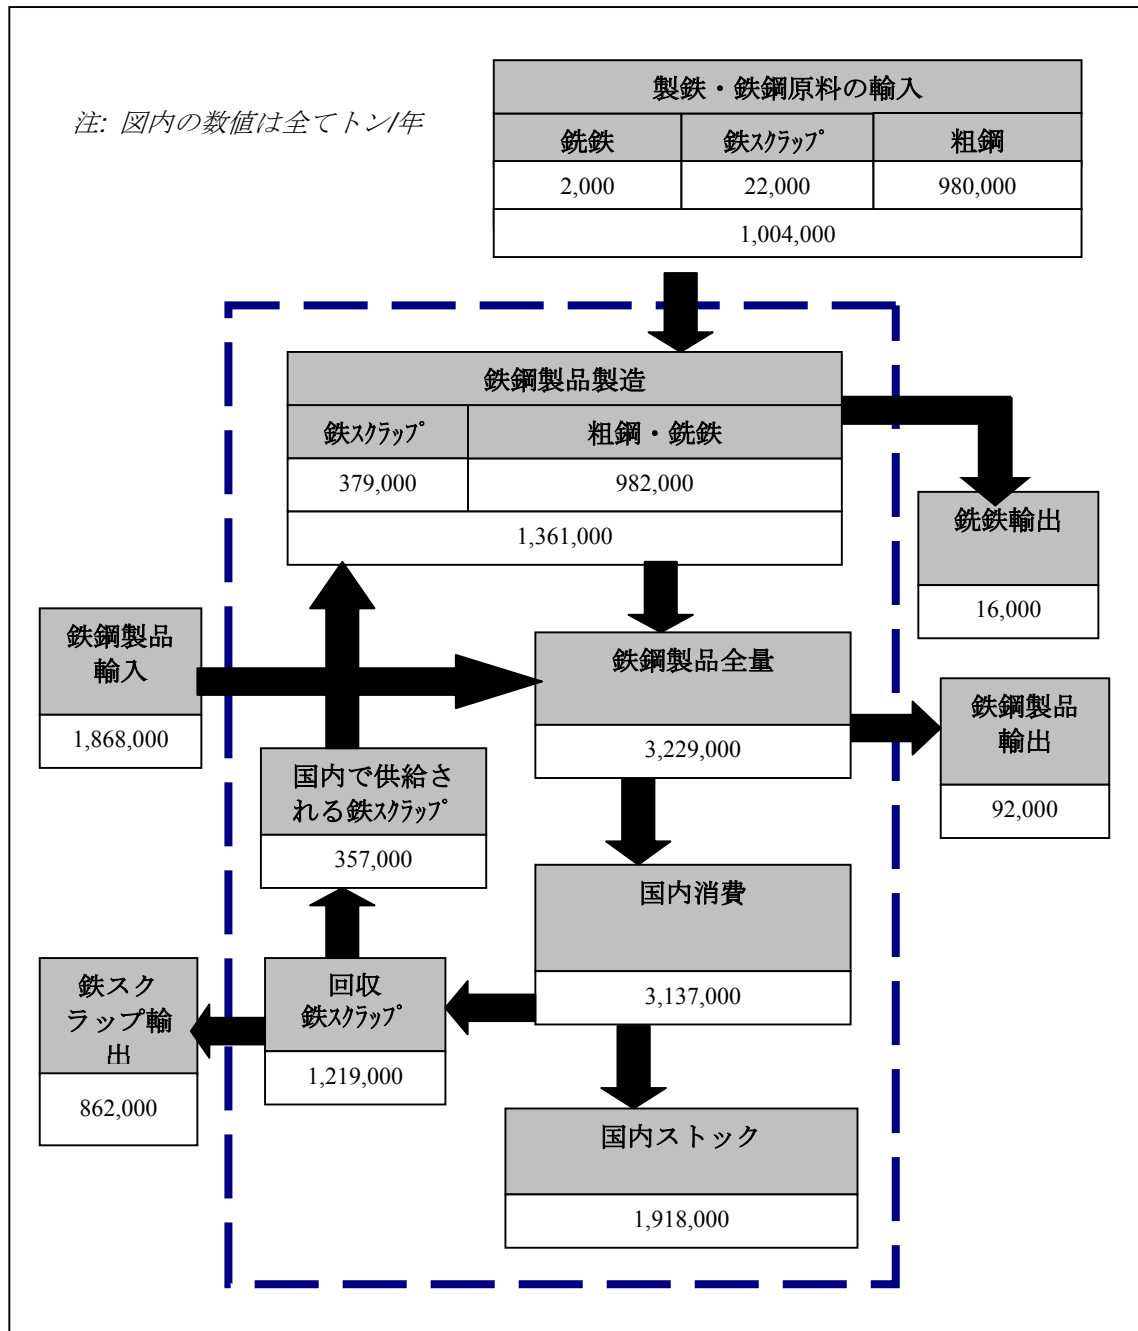 注: 図内の数値は全てトン/年
製鉄・鉄鋼原料の輸入
銑鉄 鉄ｽｸﾗｯﾌﾟ 粗鋼
2,000 22,000 980,000
1,004,000
鉄鋼製品製造
鉄ｽｸﾗｯﾌﾟ 粗鋼・銑鉄
379,000 982,000
1,361,000
銑鉄輸出
16,000
鉄鋼製品
輸入
1,868,000
鉄鋼製品全量
3,229,000
鉄鋼製品
輸出
92,000
国内で供給さ
れる鉄ｽｸﾗｯﾌﾟ
357,000
国内消費
3,137,000
鉄スク
ラップ輸
出
862,000
回収
鉄ｽｸﾗｯﾌﾟ
1,219,000
国内ストック
1,918,000